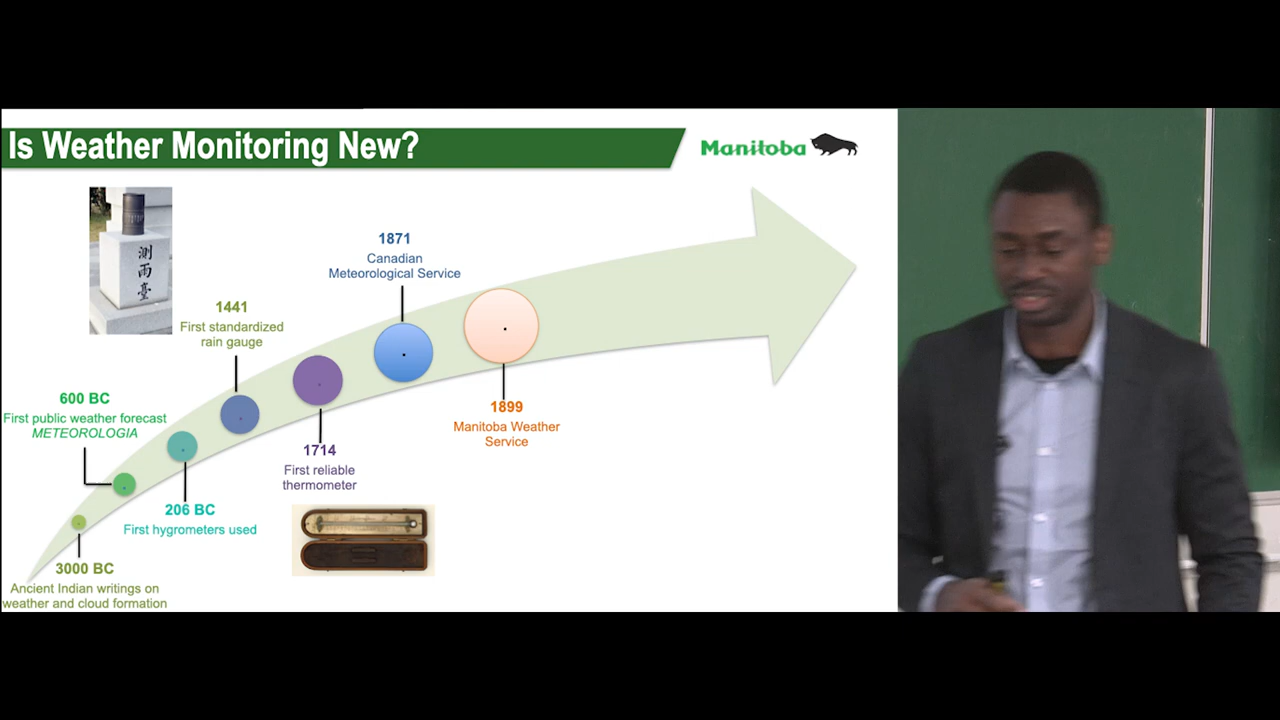 Is Weather Monitoring New?
Manitoba
測
雨
臺
1871
Canadian
Meteorological Service
1441
First standardized
rain gauge
600 BC
First public weather forecast
METEOROLOGIA
1899
Manitoba Weather
Service
1714
First reliable
thermometer
206 BC
First hygrometers used
3000 BC
Ancient Indian writings on
weather and cloud formation